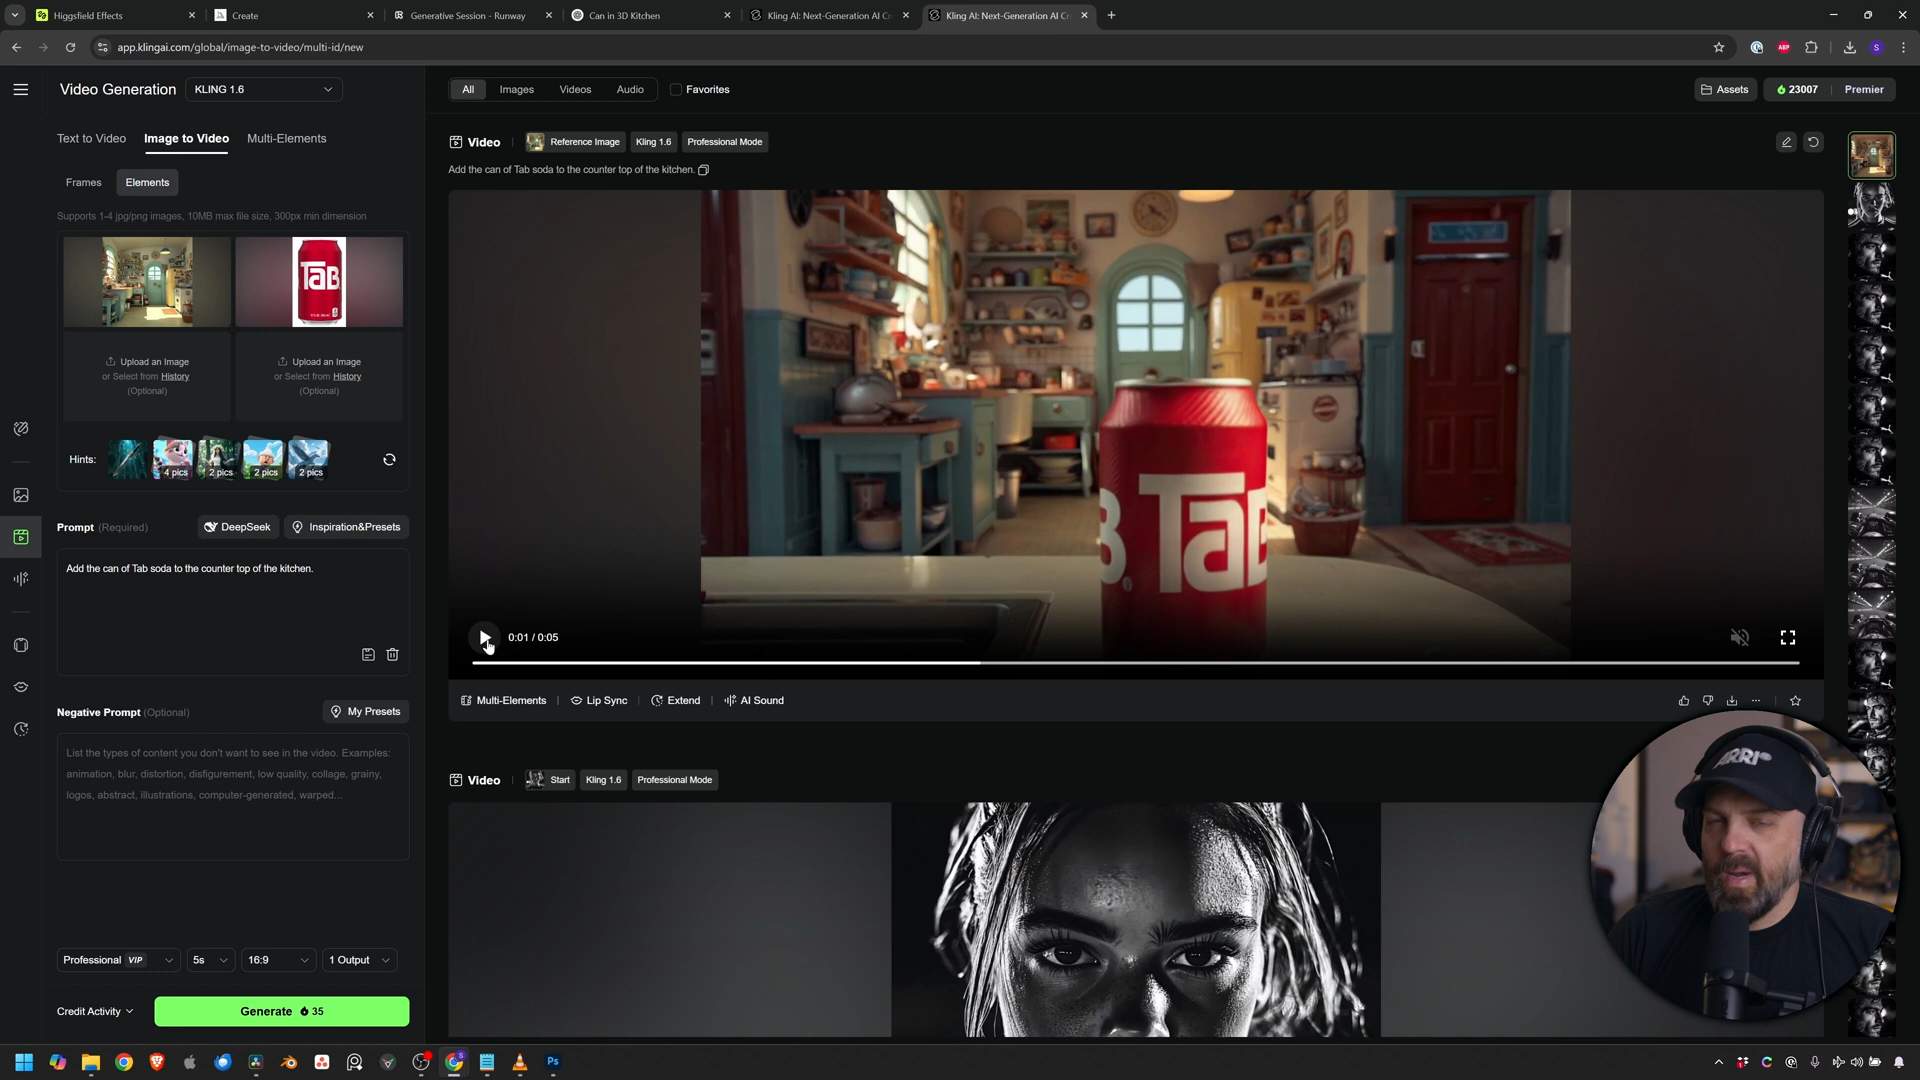 Higgsfield Effects
Create
Generative Session - Runway
Can in 3D Kitchen
Kling AI: Next-Generation AI Cr
Kling AI: Next-Generation AI Cr
app.klingai.com/global/image-to-video/multi-id/new
ABP
S
Video Generation
KLING 1.6
All
Images
Videos
Audio
Favorites
Assets
23007
Premier
Text to Video
Image to Video
Multi-Elements
Video
Reference Image
Kling 1.6
Professional Mode
Add the can of Tab soda to the counter top of the kitchen.
Frames
Elements
Supports 1-4 jpg/png images, 10MB max file size, 300px min dimension
TaB
Upload an Image
or Select from History
(Optional)
Upload an Image
or Select from History
(Optional)
Hints:
4 pics
2 pics
2 pics
2 pics
Prompt (Required)
DeepSeek
Inspiration&Presets
Add the can of Tab soda to the counter top of the kitchen.
B
TaB
0:01 / 0:05
Multi-Elements
Lip Sync
Extend
AI Sound
Negative Prompt (Optional)
My Presets
List the types of content you don't want to see in the video. Examples:
animation, blur, distortion, disfigurement, low quality, collage, grainy,
logos, abstract, illustrations, computer-generated, warped...
Video
Start
Kling 1.6
Professional Mode
ARRI
Professional VIP
5s
16:9
1 Output
Credit Activity
Generate 35
Ps